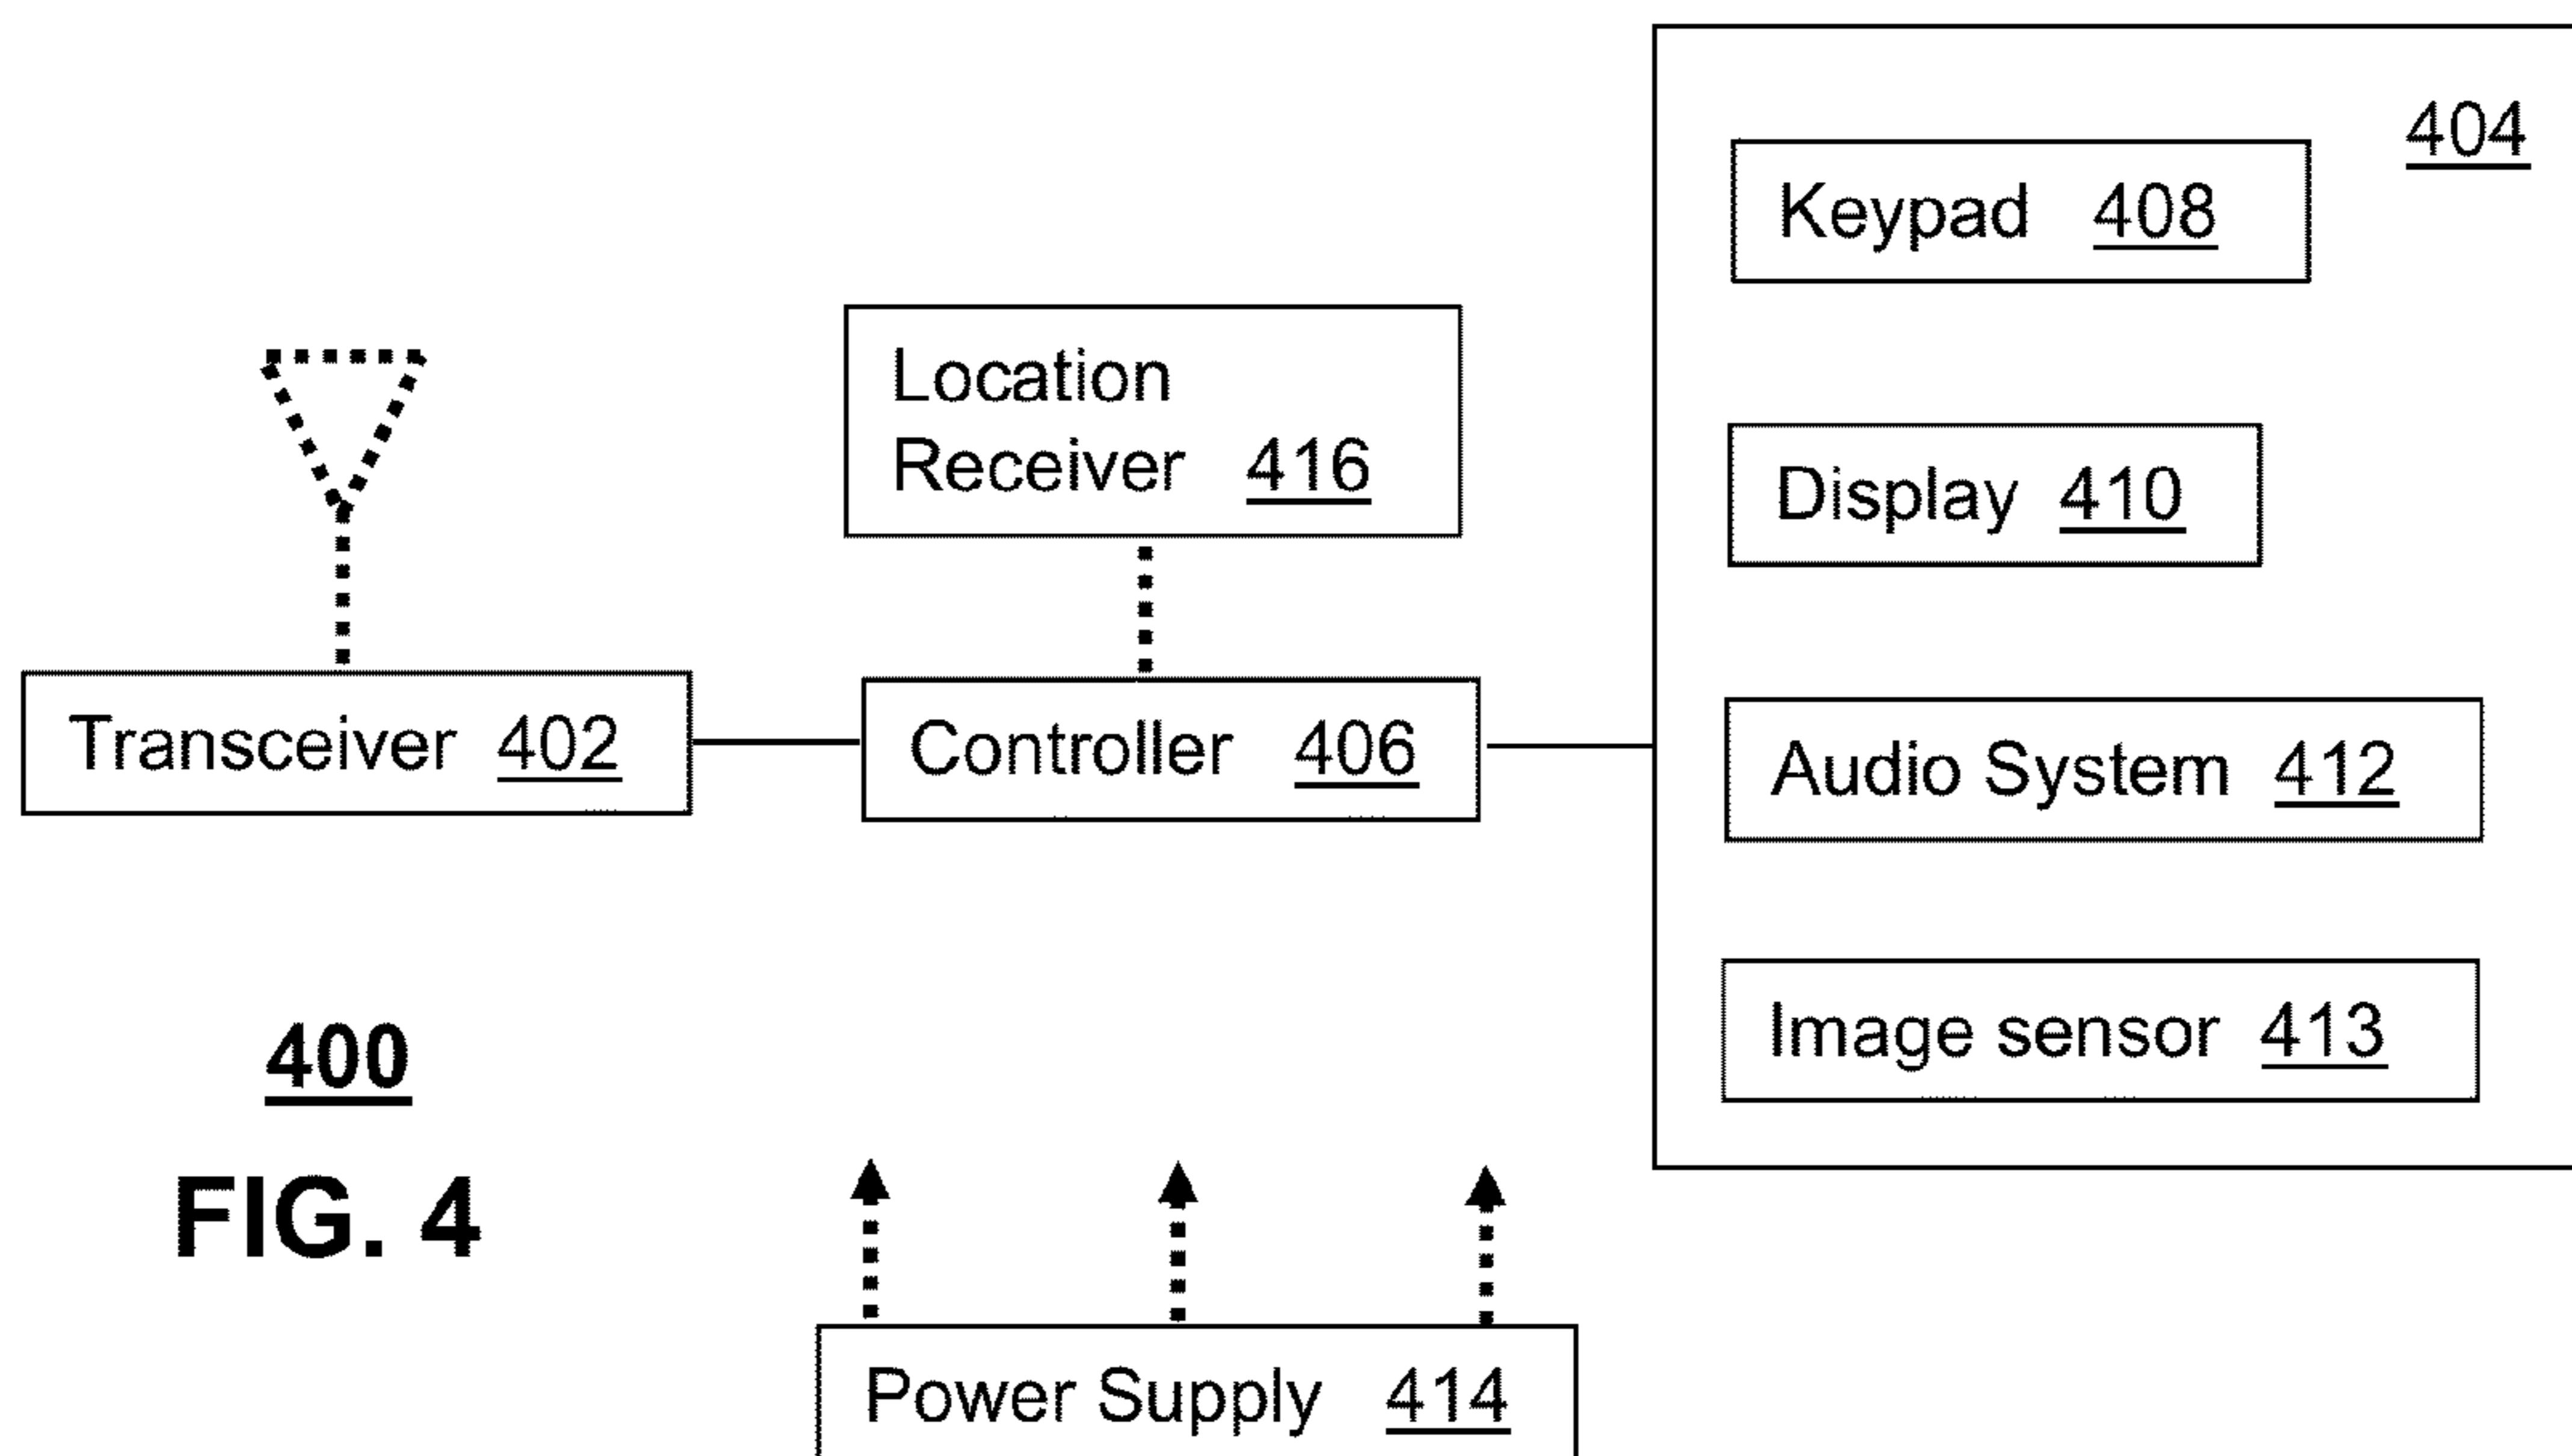 404
Keypad 408
Location
Receiver 416
Display 410
Transceiver 402
Controller 406
Audio System 412
Image sensor 413
400
FIG. 4
Power Supply 414